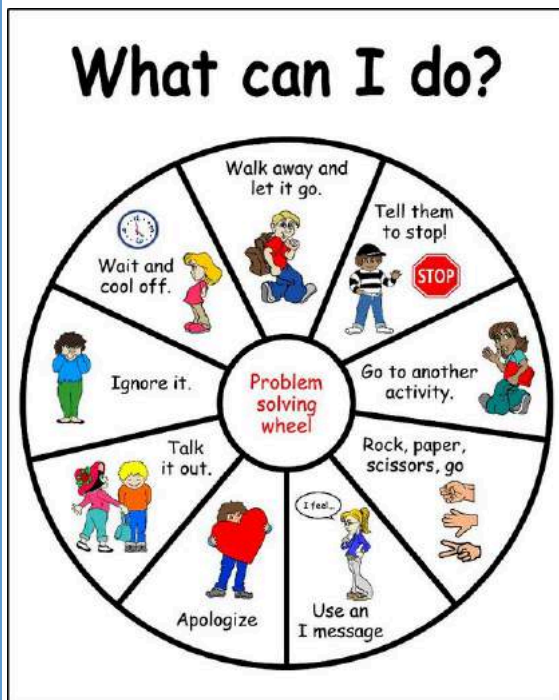 What can I do?
Walk away and
let it go.
Tell them
to stop!
STOP
Go to another
activity.
Rock, paper,
scissors, go
I feel...
Use an
I message
Apologize
Talk
it out.
Ignore it.
Wait and
cool off.
Problem
solving
wheel